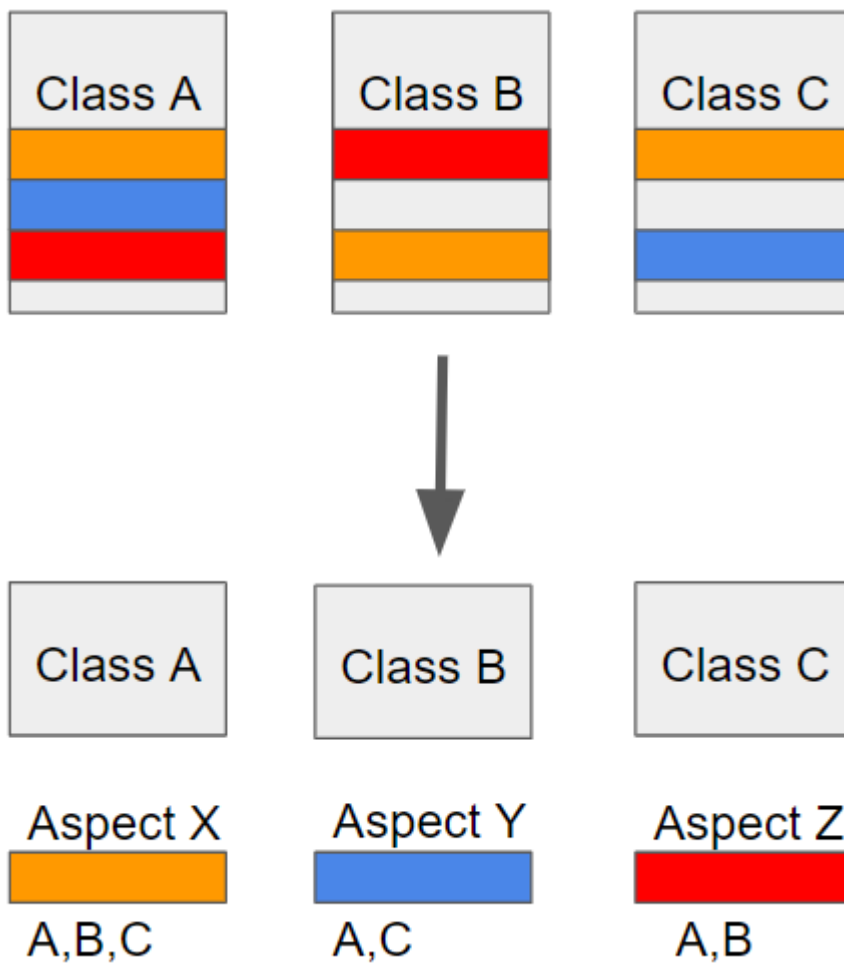 Class A
Class B
Class C
Class A
Class B
Class C
Aspect X
Aspect Y
Aspect Z
A,B,C
A,C
A,B